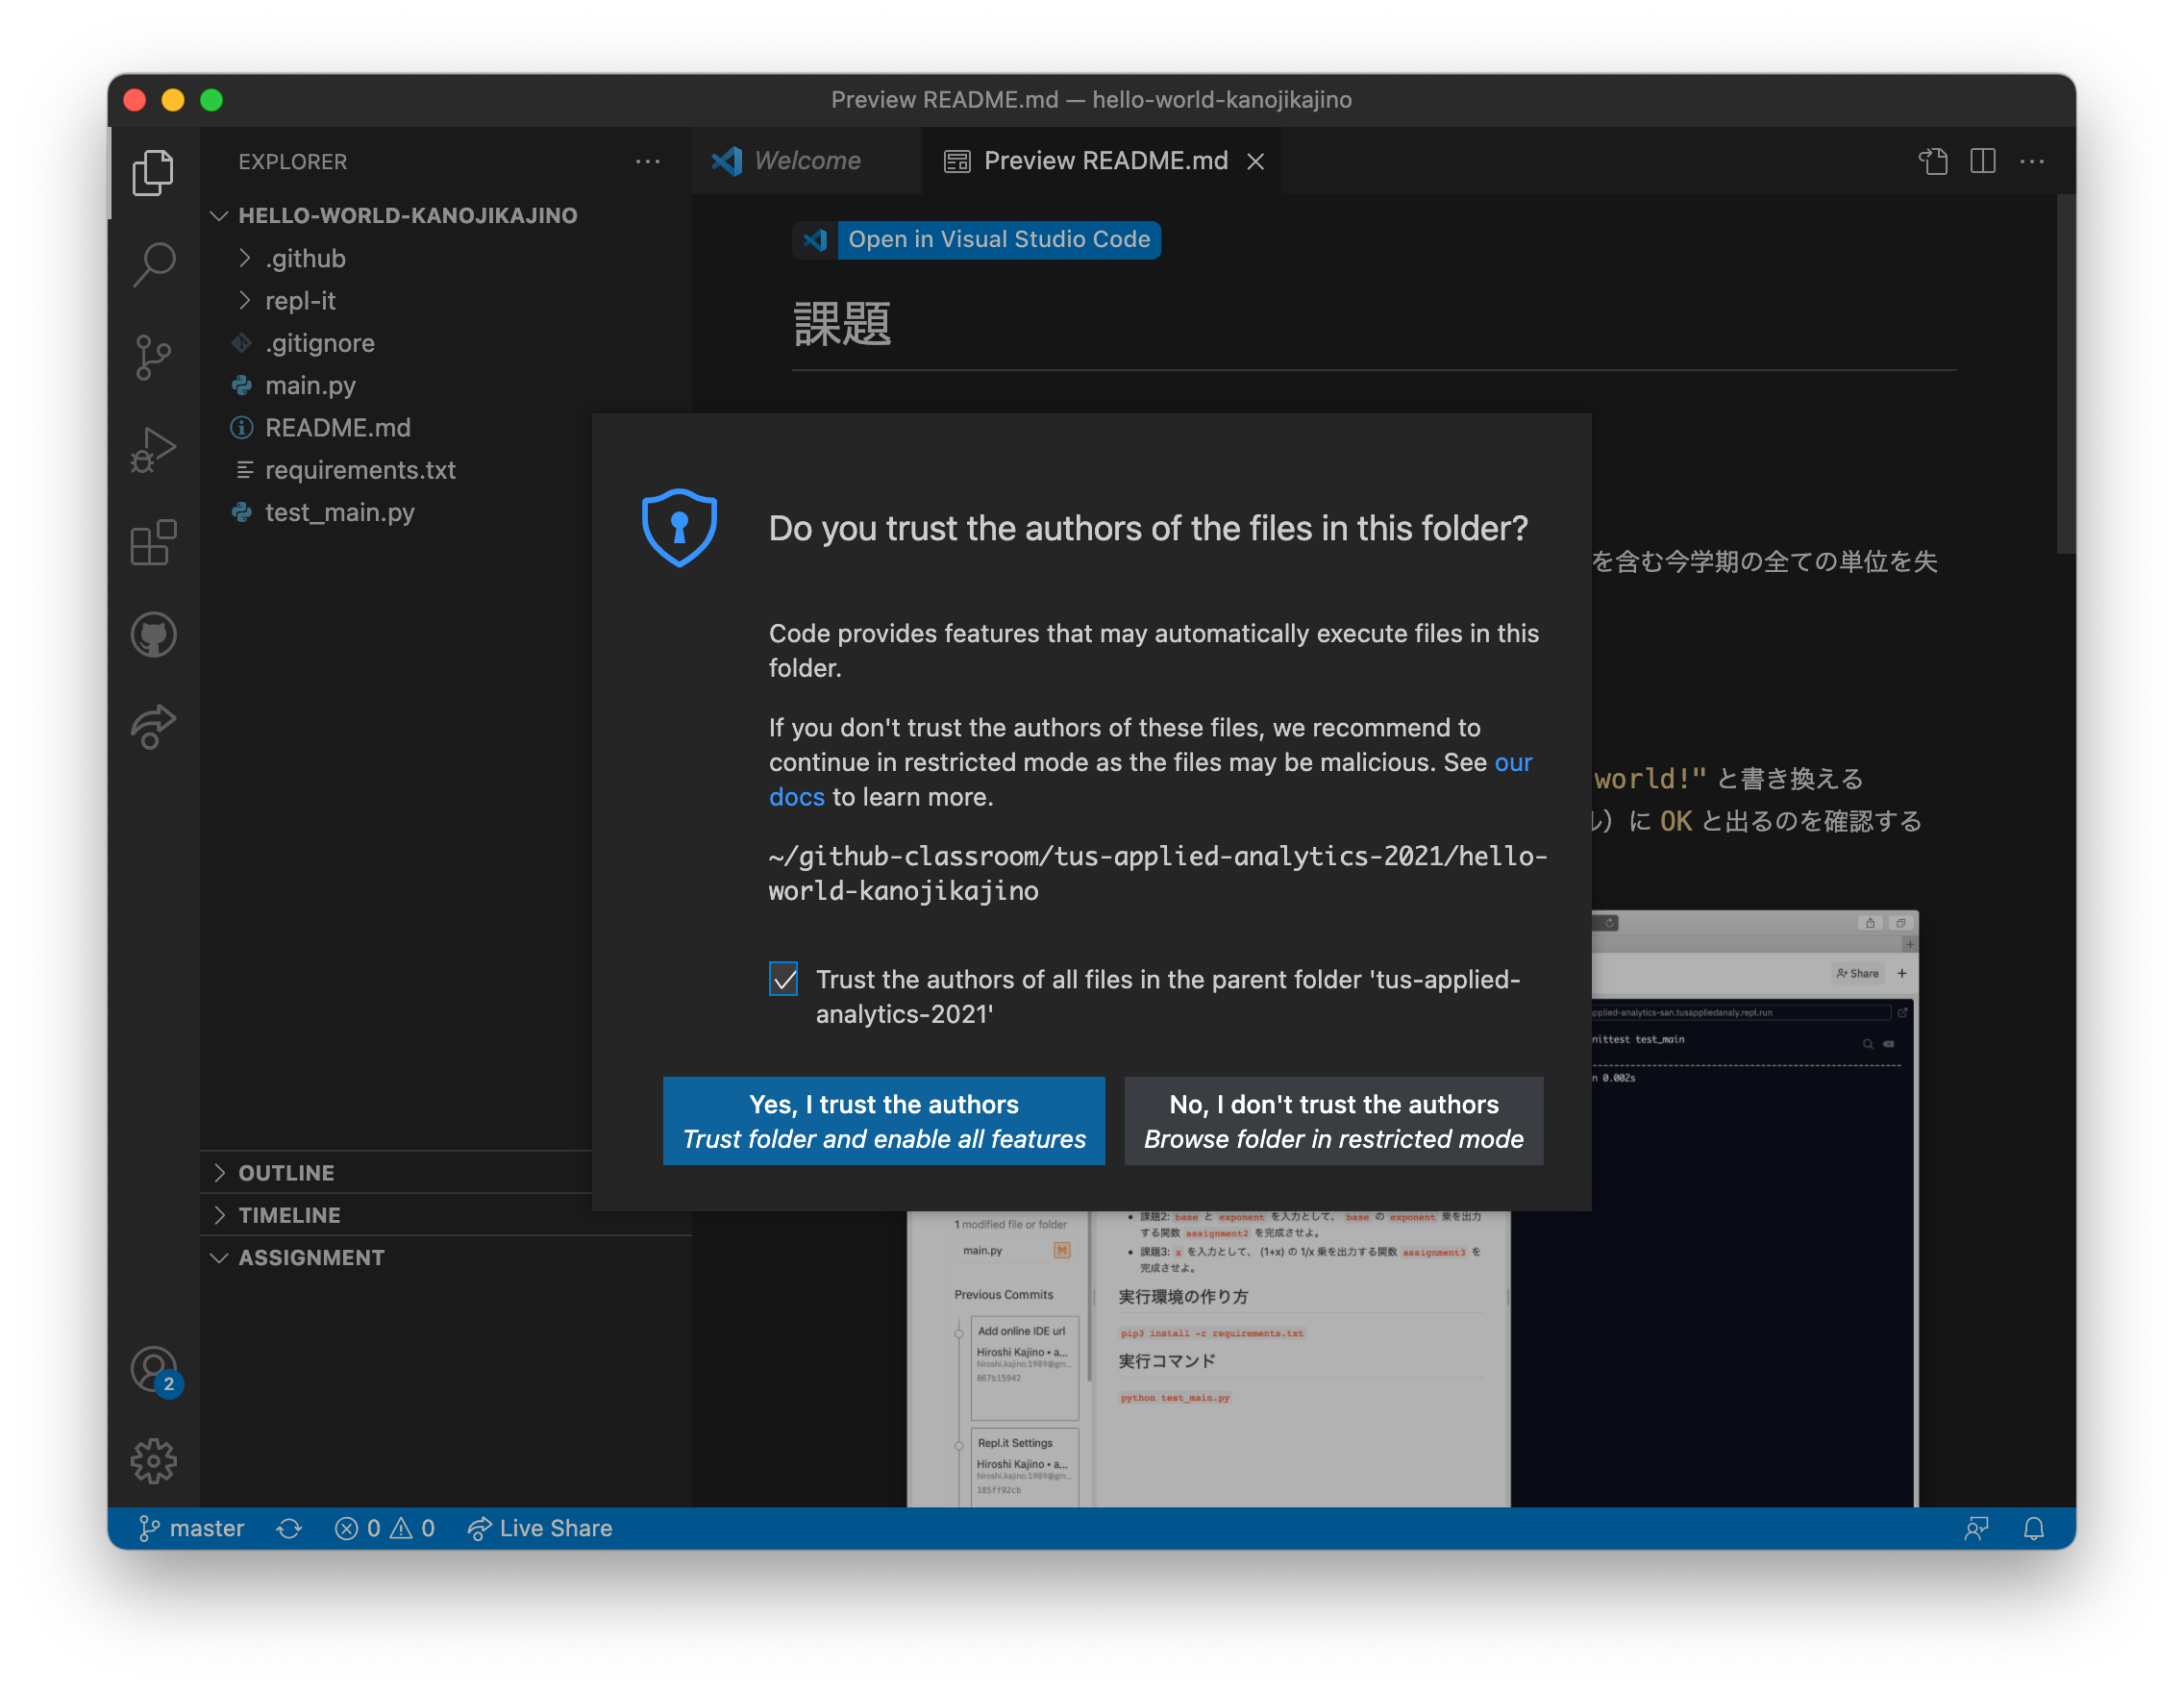 Preview README.md — hello-world-kanojikajino
EXPLORER
HELLO-WORLD-KANOJIKAJINO
.github
repl-it
.gitignore
main.py
README.md
requirements.txt
test_main.py
OUTLINE
TIMELINE
ASSIGNMENT
2
Welcome
Preview README.md
Open in Visual Studio Code
課題
を含む今学期の全ての単位を失
world!" と書き換える
ル）に OK と出るのを確認する
Do you trust the authors of the files in this folder?
Code provides features that may automatically execute files in this
folder.
If you don't trust the authors of these files, we recommend to
continue in restricted mode as the files may be malicious. See our
docs to learn more.
~/github-classroom/tus-applied-analytics-2021/hello-
world-kanojikajino
Trust the authors of all files in the parent folder 'tus-applied-
analytics-2021'
Yes, I trust the authors
Trust folder and enable all features
No, I don't trust the authors
Browse folder in restricted mode
Share
pplied-analytics-san.tusappliedanaly.repl.run
nittest test_main
n 0.002s
1 modified file or folder
main.py
M
Previous Commits
Add online IDE url
Hiroshi Kajino • a...
hiroshi.kajino.1989@gm...
867b15942
Repl.it Settings
Hiroshi Kajino • a...
hiroshi.kajino.1989@gm...
185ff92cb
課題2: base と exponent を入力として、 base の exponent 乗を出力
する関数 assignment2 を完成させよ。
課題3: x を入力として、 (1+x) の 1/x 乗を出力する関数 assignment3 を
完成させよ。
実行環境の作り方
pip3 install -r requirements.txt
実行コマンド
python test_main.py
master
0
0
Live Share